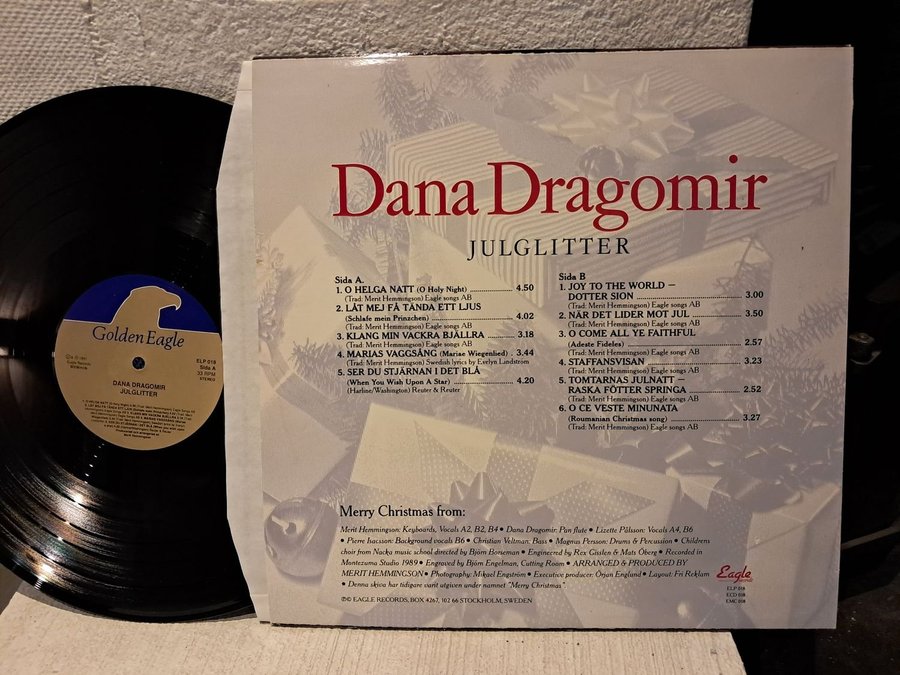 Dana Dragomir
JULGLITTER
Sida A.
1. O HELGA NATT (O Holy Night) 4.50
(Trad: Merit Hemmingson) Eagle songs AB
2. LÅT MEJ FÅ TÄNDA ETT LJUS
(Schlafe mein Prinzchen) 4.02
(Trad: Merit Hemmingson) Eagle songs AB
3. KLANG MIN VACKRA BJÄLLRA 3.18
(Trad: Merit Hemmingson) Eagle songs AB
4. MARIAS VAGGSÅNG (Mariae Wiegenlied) . 3.44
(Trad: Merit Hemmingson) Swedish lyrics by Evelyn Lundström
5. SER DU STJÄRNAN I DET BLÅ
(When You Wish Upon A Star) 4.20
(Harline/Washington) Reuter & Reuter
Sida B
1. JOY TO THE WORLD –
DOTTER SION 3.00
(Trad: Merit Hemmingson) Eagle songs AB
2. NÄR DET LIDER MOT JUL 3.50
(Trad: Merit Hemmingson) Eagle songs AB
3. O COME ALL YE FAITHFUL
(Adeste Fideles) 2.57
(Trad: Merit Hemmingson) Eagle songs AB
4. STAFFANSVISAN 3.23
(Trad: Merit Hemmingson) Eagle songs AB
5. TOMTARNAS JULNATT –
RASKA FÖTTER SPRINGA 2.52
(Trad: Merit Hemmingson) Eagle songs AB
6. O CE VESTE MINUNATA
(Roumanian Christmas song) 3.27
(Trad: Merit Hemmingson) Eagle songs AB
Merry Christmas from:
Merit Hemmingson: Keyboards, Vocals A2, B2, B4 • Dana Dragomir: Pan flute • Lizette Pålsson: Vocals A4, B6
• Pierre Isacsson: Background vocals B6 • Christian Veltman: Bass • Magnus Persson: Drums & Percussion • Childrens
choir from Nacka music school directed by Björn Borseman • Engineered by Rex Gisslén & Mats Öberg • Recorded in
Montezuma Studio 1989 • Engraved by Björn Engelman, Cutting Room • ARRANGED & PRODUCED BY
MERIT HEMMINGSON • Photography: Mikael Engström • Executive producer: Örjan Englund • Layout: Fri Reklam
• Denna skiva har tidigare varit utgiven under namnet "Merry Christmas"
℗© EAGLE RECORDS, BOX 4267, 102 66 STOCKHOLM, SWEDEN
Eagle
ELP 018
ECD 018
EMC 018
Golden Eagle
ELP 018
Sida A
33 RPM
STEREO
DANA DRAGOMIR
JULGLITTER